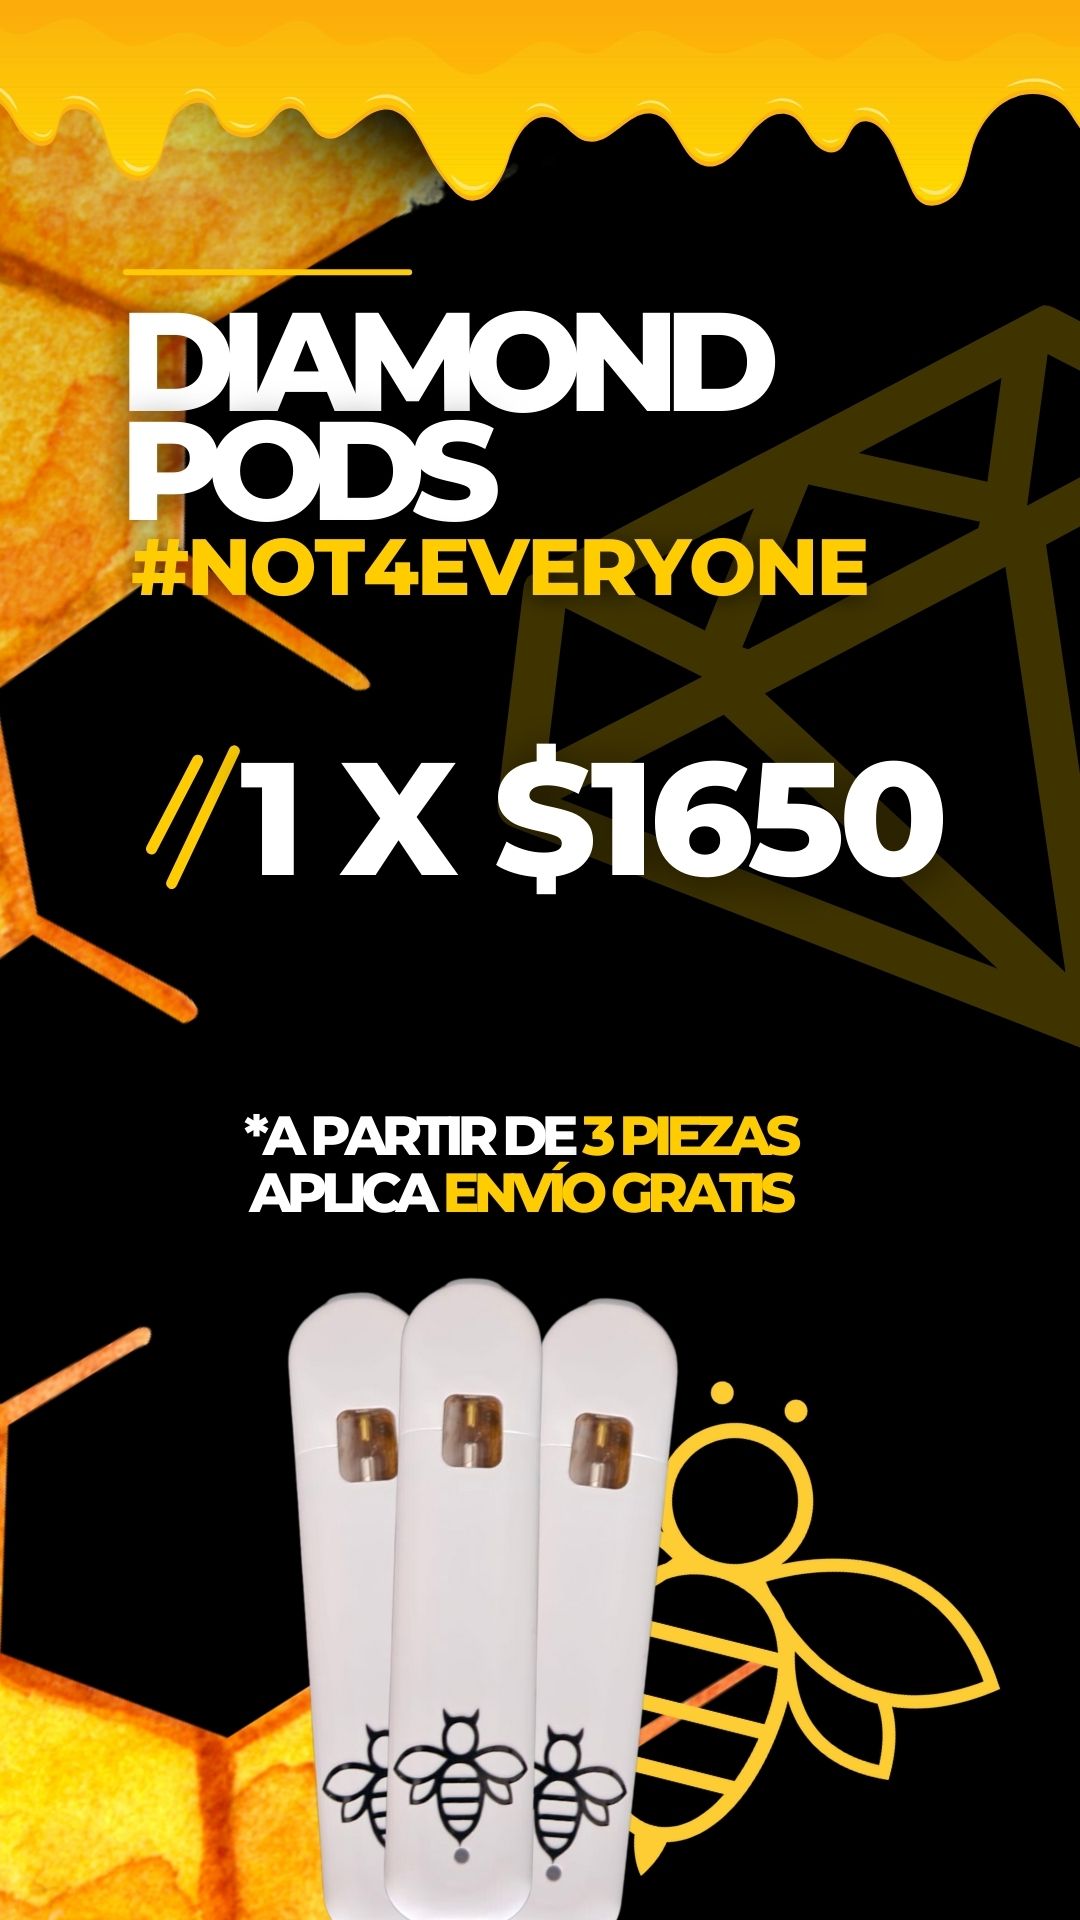 DIAMOND
PODS
#NOT4EVERYONE
//1 X $1650
*A PARTIR DE 3 PIEZAS
APLICA ENVÍO GRATIS